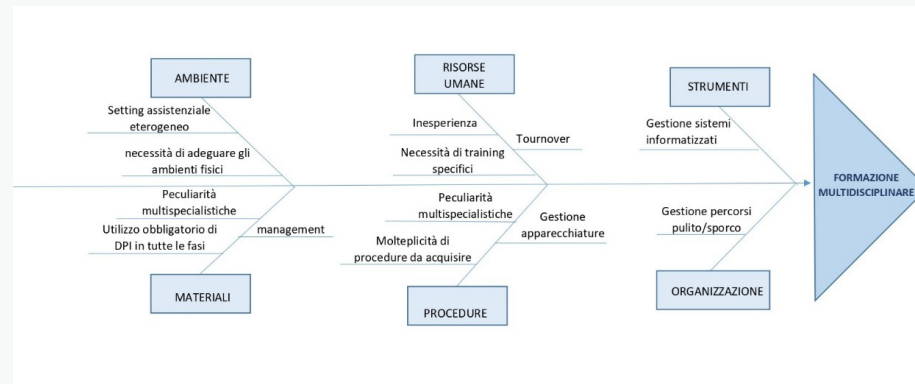 AMBIENTE
RISORSE
UMANE
STRUMENTI
Setting assistenziale
eterogeneo
necessità di adeguare gli
ambienti fisici
Inesperienza
Tournover
Necessità di training
specifici
Gestione sistemi
informatizzati
FORMAZIONE
MULTIDISCIPLINARE
Peculiarità
multispecialistiche
Utilizzo obbligatorio di
DPI in tutte le fasi
management
Peculiarità
multispecialistiche
Molteplicità di
procedure da acquisire
Gestione
apparecchiature
Gestione percorsi
pulito/sporco
MATERIALI
PROCEDURE
ORGANIZZAZIONE